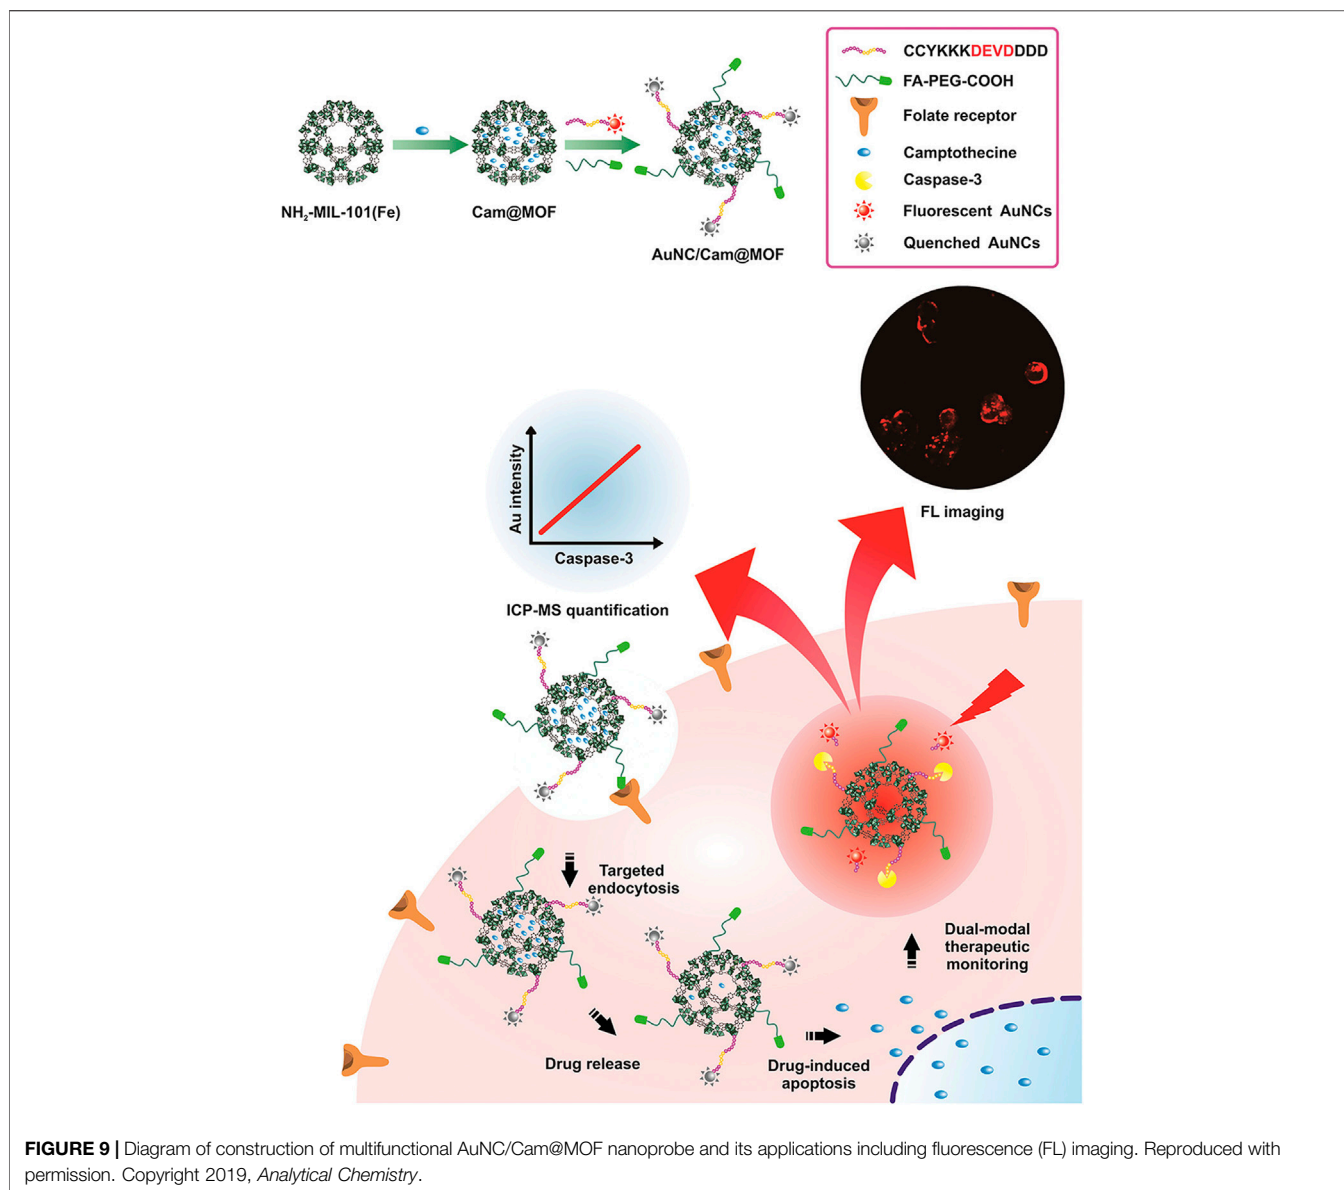 CCYKKKDEVDDDD
FA-PEG-COOH
Folate receptor
Camptothecine
Caspase-3
Fluorescent AuNCs
Quenched AuNCs
NH₂-MIL-101(Fe)
Cam@MOF
AuNC/Cam@MOF
Au intensity
Caspase-3
ICP-MS quantification
FL imaging
Targeted
endocytosis
Drug release
Drug-induced
apoptosis
Dual-modal
therapeutic
monitoring
FIGURE 9 | Diagram of construction of multifunctional AuNC/Cam@MOF nanoprobe and its applications including fluorescence (FL) imaging. Reproduced with
permission. Copyright 2019, Analytical Chemistry.